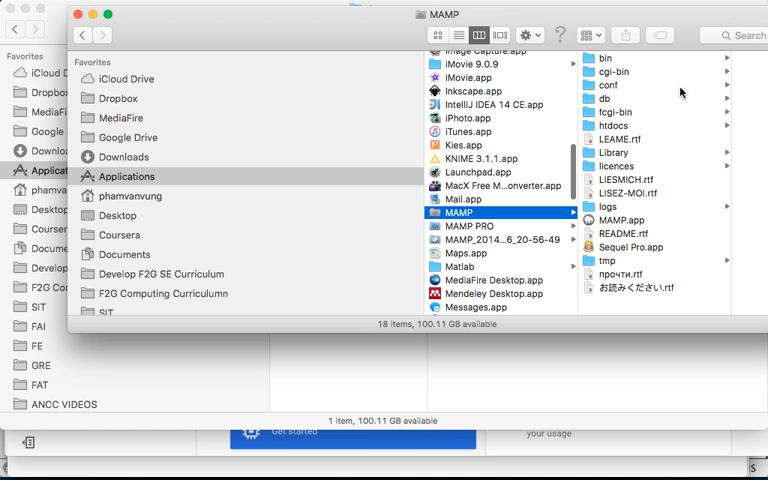 MAMP
Search
Favorites
iCloud D
Dropbox
MediaFi
Google
Downlo
Applicat
phamva
Desktop
Courser
Docume
Develop
F2G Co
SIT
FAI
FE
GRE
FAT
ANCC VIDEOS
Favorites
iCloud Drive
Dropbox
MediaFire
Google Drive
Downloads
Applications
phamvanvung
Desktop
Coursera
Documents
Develop F2G SE Curriculum
F2G Computing Curriculumn
SIT
Image Capture.app
iMovie 9.0.9
iMovie.app
Inkscape.app
IntelliJ IDEA 14 CE.app
iPhoto.app
iTunes.app
Kies.app
KNIME 3.1.1.app
Launchpad.app
MacX Free M...onverter.app
Mail.app
MAMP
MAMP PRO
MAMP_2014...6_20-56-49
Maps.app
Matlab
MediaFire Desktop.app
Mendeley Desktop.app
Messages.app
bin
cgi-bin
conf
db
fcgi-bin
htdocs
LEAME.rtf
Library
licences
LIESMICH.rtf
LISEZ-MOI.rtf
logs
MAMP.app
README.rtf
Sequel Pro.app
tmp
прочти.rtf
お読みください.rtf
18 items, 100.11 GB available
1 item, 100.11 GB available
Get started
your usage
S